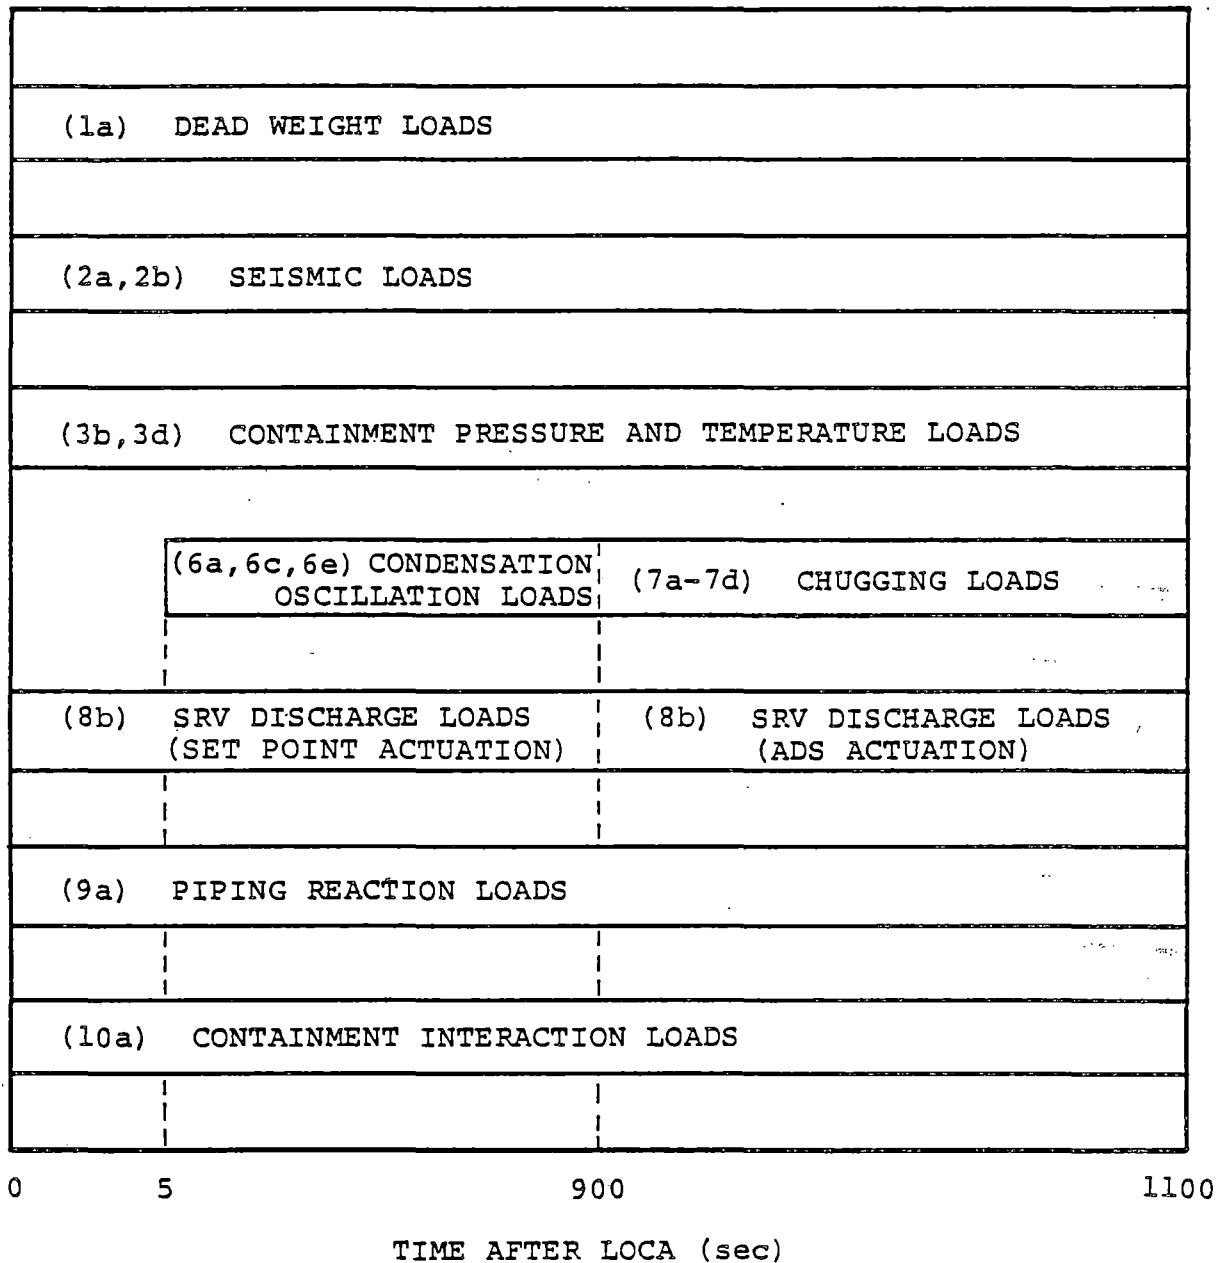 (1a) DEAD WEIGHT LOADS
(2a,2b) SEISMIC LOADS
(3b,3d) CONTAINMENT PRESSURE AND TEMPERATURE LOADS
(6a,6c,6e) CONDENSATION
OSCILLATION LOADS
(7a-7d) CHUGGING LOADS
(8b) SRV DISCHARGE LOADS
(SET POINT ACTUATION)
(8b) SRV DISCHARGE LOADS
(ADS ACTUATION)
(9a) PIPING REACTION LOADS
(10a) CONTAINMENT INTERACTION LOADS
0 5 900 1100
TIME AFTER LOCA (sec)